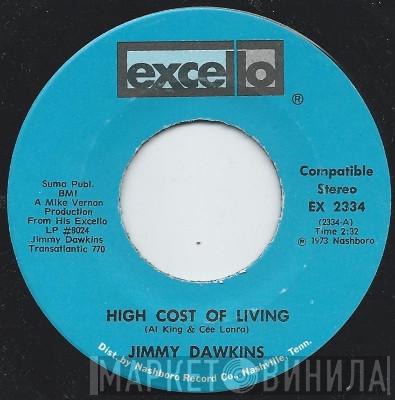 excello
®
Suma Publ.
BMI
A Mike Vernon
Production
From His Excello
LP #8024
Jimmy Dawkins
Transatlantic 770
Compatible
Stereo
EX 2334
(2334-A)
Time 2:32
℗ 1973 Nashboro
HIGH COST OF LIVING
(Al King & Cee Lonra)
JIMMY DAWKINS
Dist. by Nashboro Record Co., Nashville, Tenn.
МАРКЕТ ВИНИЛА